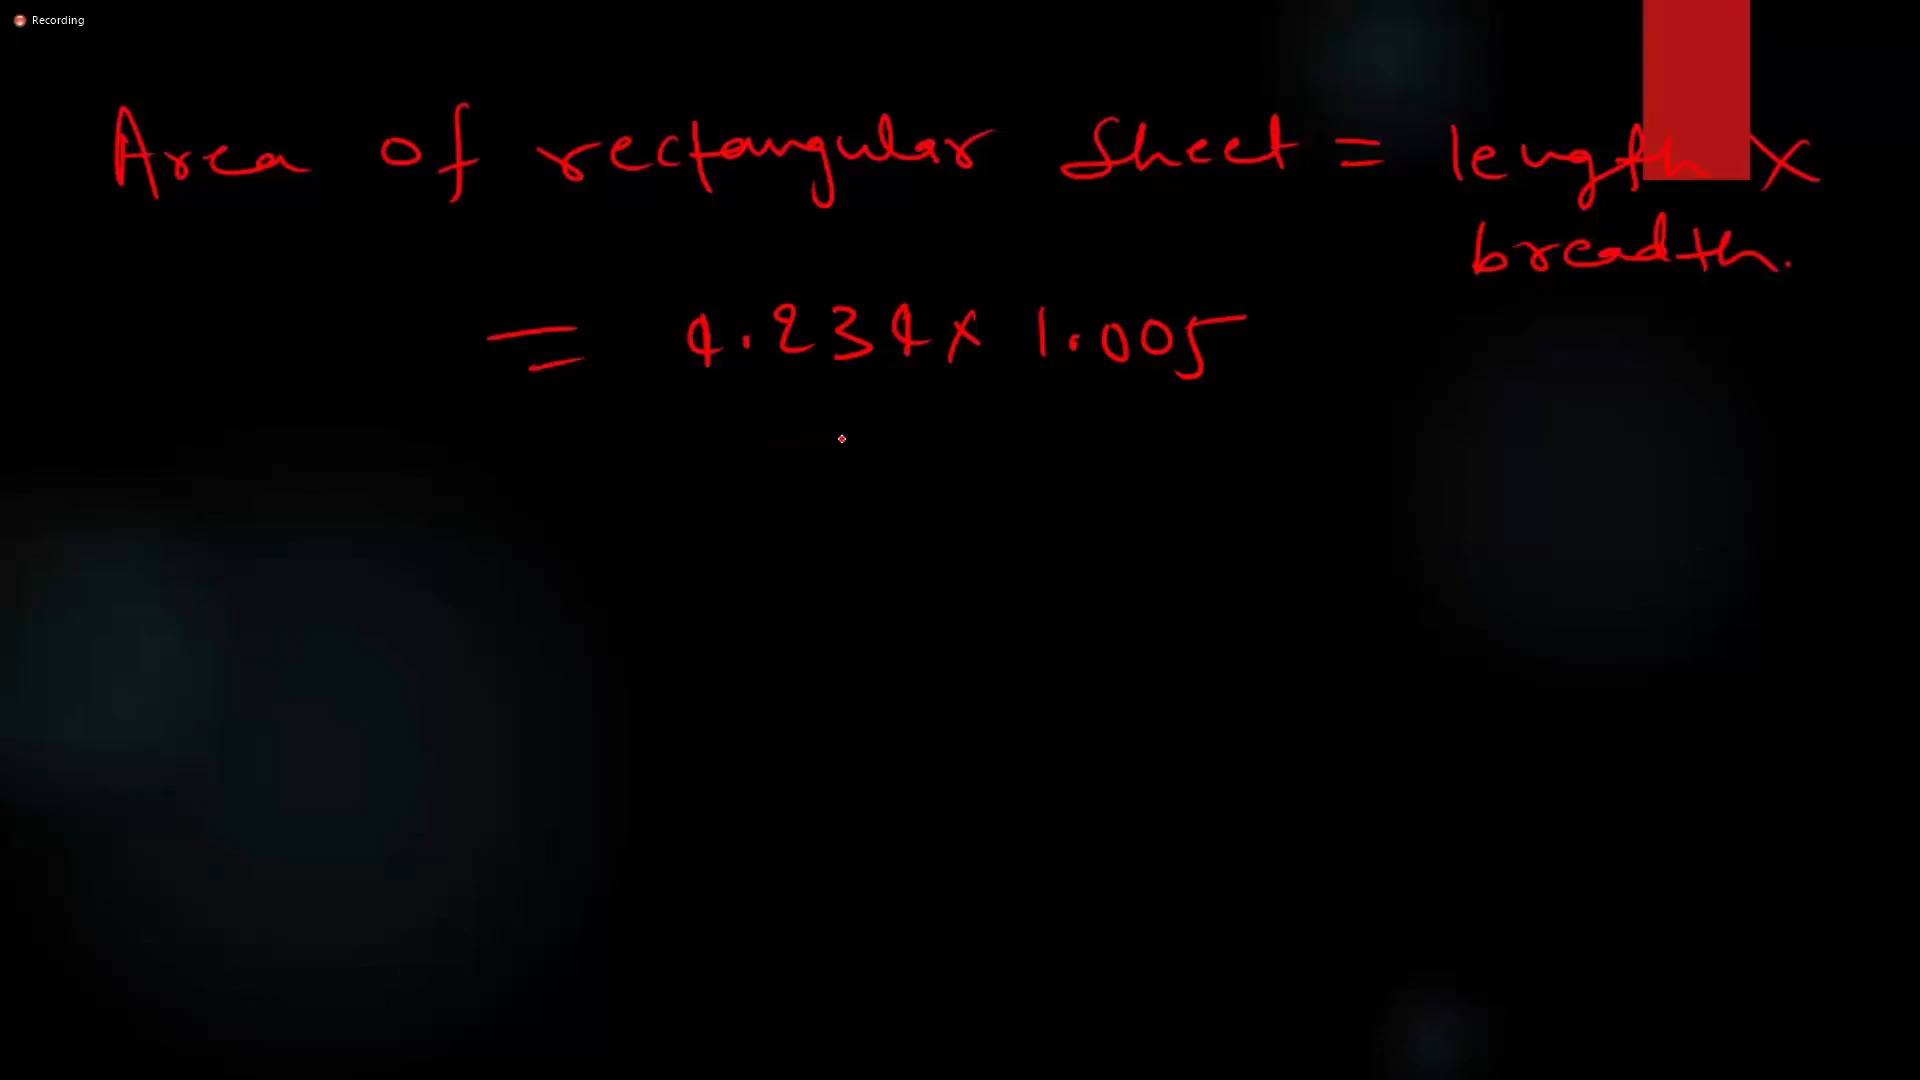 Recording
Area of rectangular sheet = length ×
breadth.
= 4.234 × 1.005